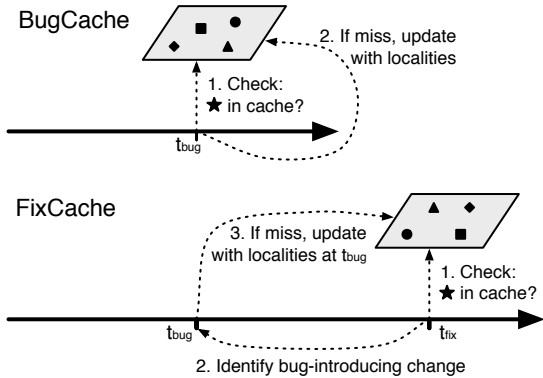 BugCache
2. If miss, update
with localities
1. Check:
★ in cache?
tbug
FixCache
3. If miss, update
with localities at tbug
1. Check:
★ in cache?
tbug
tfix
2. Identify bug-introducing change